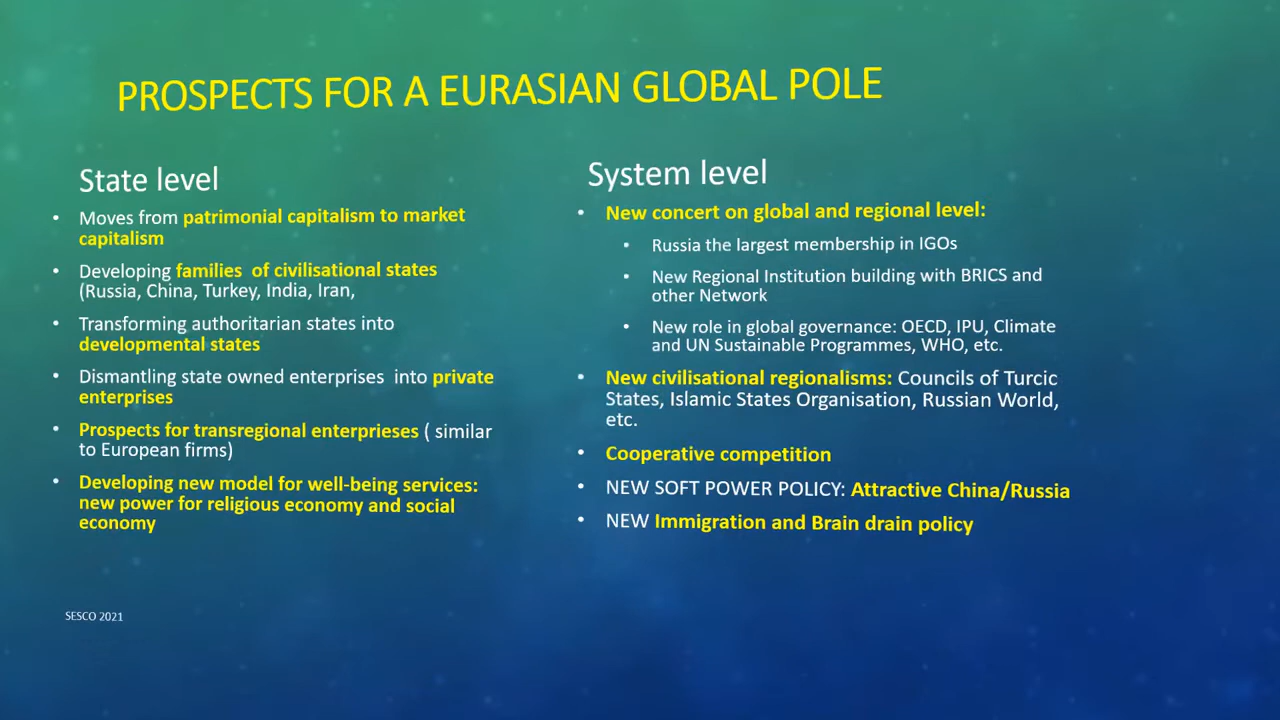 PROSPECTS FOR A EURASIAN GLOBAL POLE
State level
• Moves from patrimonial capitalism to market
capitalism
• Developing families of civilisational states
(Russia, China, Turkey, India, Iran,
• Transforming authoritarian states into
developmental states
• Dismantling state owned enterprises into private
enterprises
• Prospects for transregional enterprieses ( similar
to European firms)
• Developing new model for well-being services:
new power for religious economy and social
economy
System level
• New concert on global and regional level:
• Russia the largest membership in IGOs
• New Regional Institution building with BRICS and
other Network
• New role in global governance: OECD, IPU, Climate
and UN Sustainable Programmes, WHO, etc.
• New civilisational regionalisms: Councils of Turcic
States, Islamic States Organisation, Russian World,
etc.
• Cooperative competition
• NEW SOFT POWER POLICY: Attractive China/Russia
• NEW Immigration and Brain drain policy
SESCO 2021